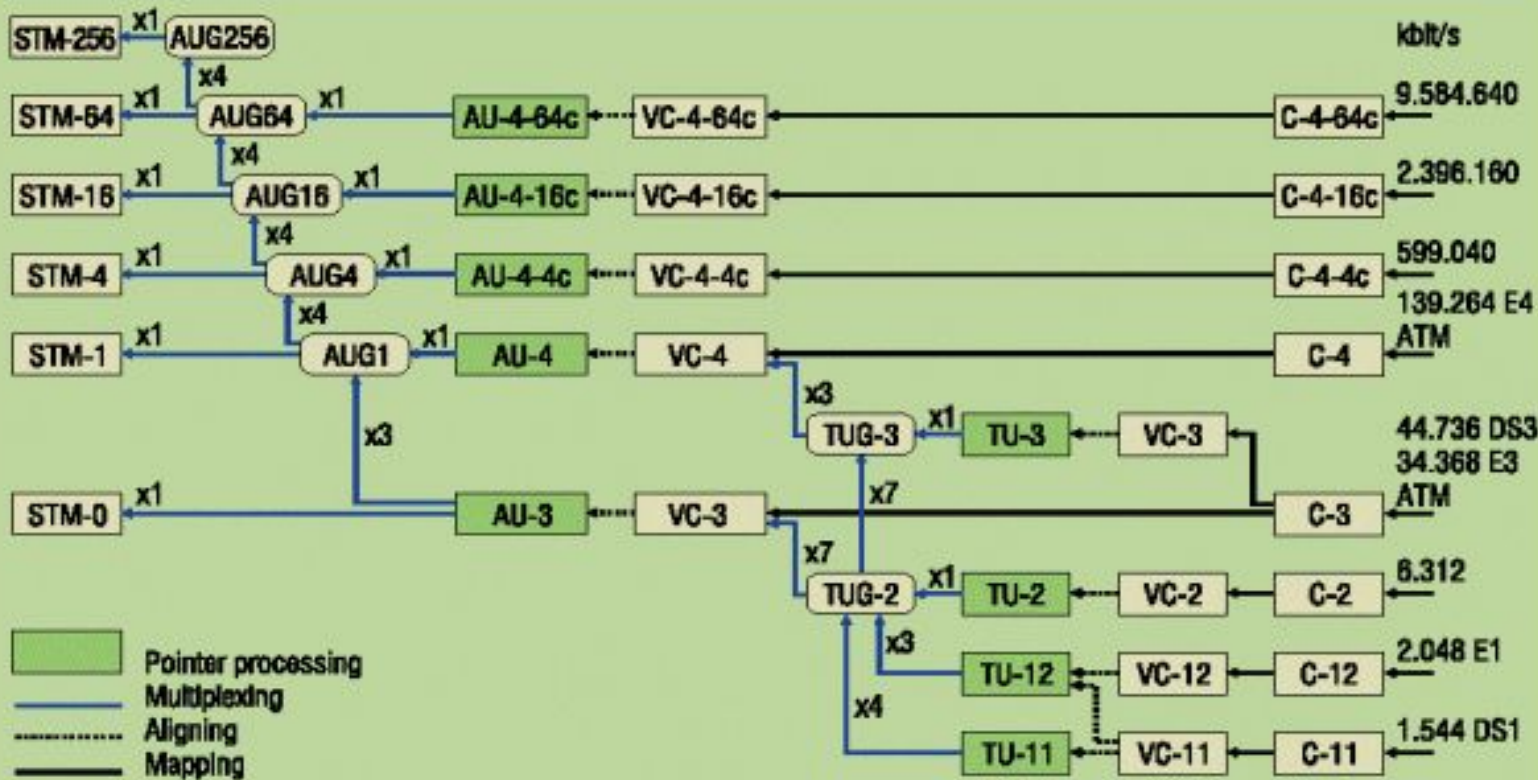 kbit/s
STM-256 x1 AUG256
x4
STM-64 x1 AUG64 x1 AU-4-64c VC-4-64c C-4-64c 9.584.640
x4
STM-16 x1 AUG16 x1 AU-4-16c VC-4-16c C-4-16c 2.396.160
x4
STM-4 x1 AUG4 x1 AU-4-4c VC-4-4c C-4-4c 599.040
x4
139.264 E4
STM-1 x1 AUG1 x1 AU-4 VC-4 C-4 ATM
x3
x3 TUG-3 x1 TU-3 VC-3 44.736 DS3
34.368 E3
x7
STM-0 x1 AU-3 VC-3 C-3 ATM
x7
TUG-2 x1 TU-2 VC-2 C-2 6.312
x3
TU-12 VC-12 C-12 2.048 E1
x4
TU-11 VC-11 C-11 1.544 DS1
Pointer processing
Multiplexing
Aligning
Mapping